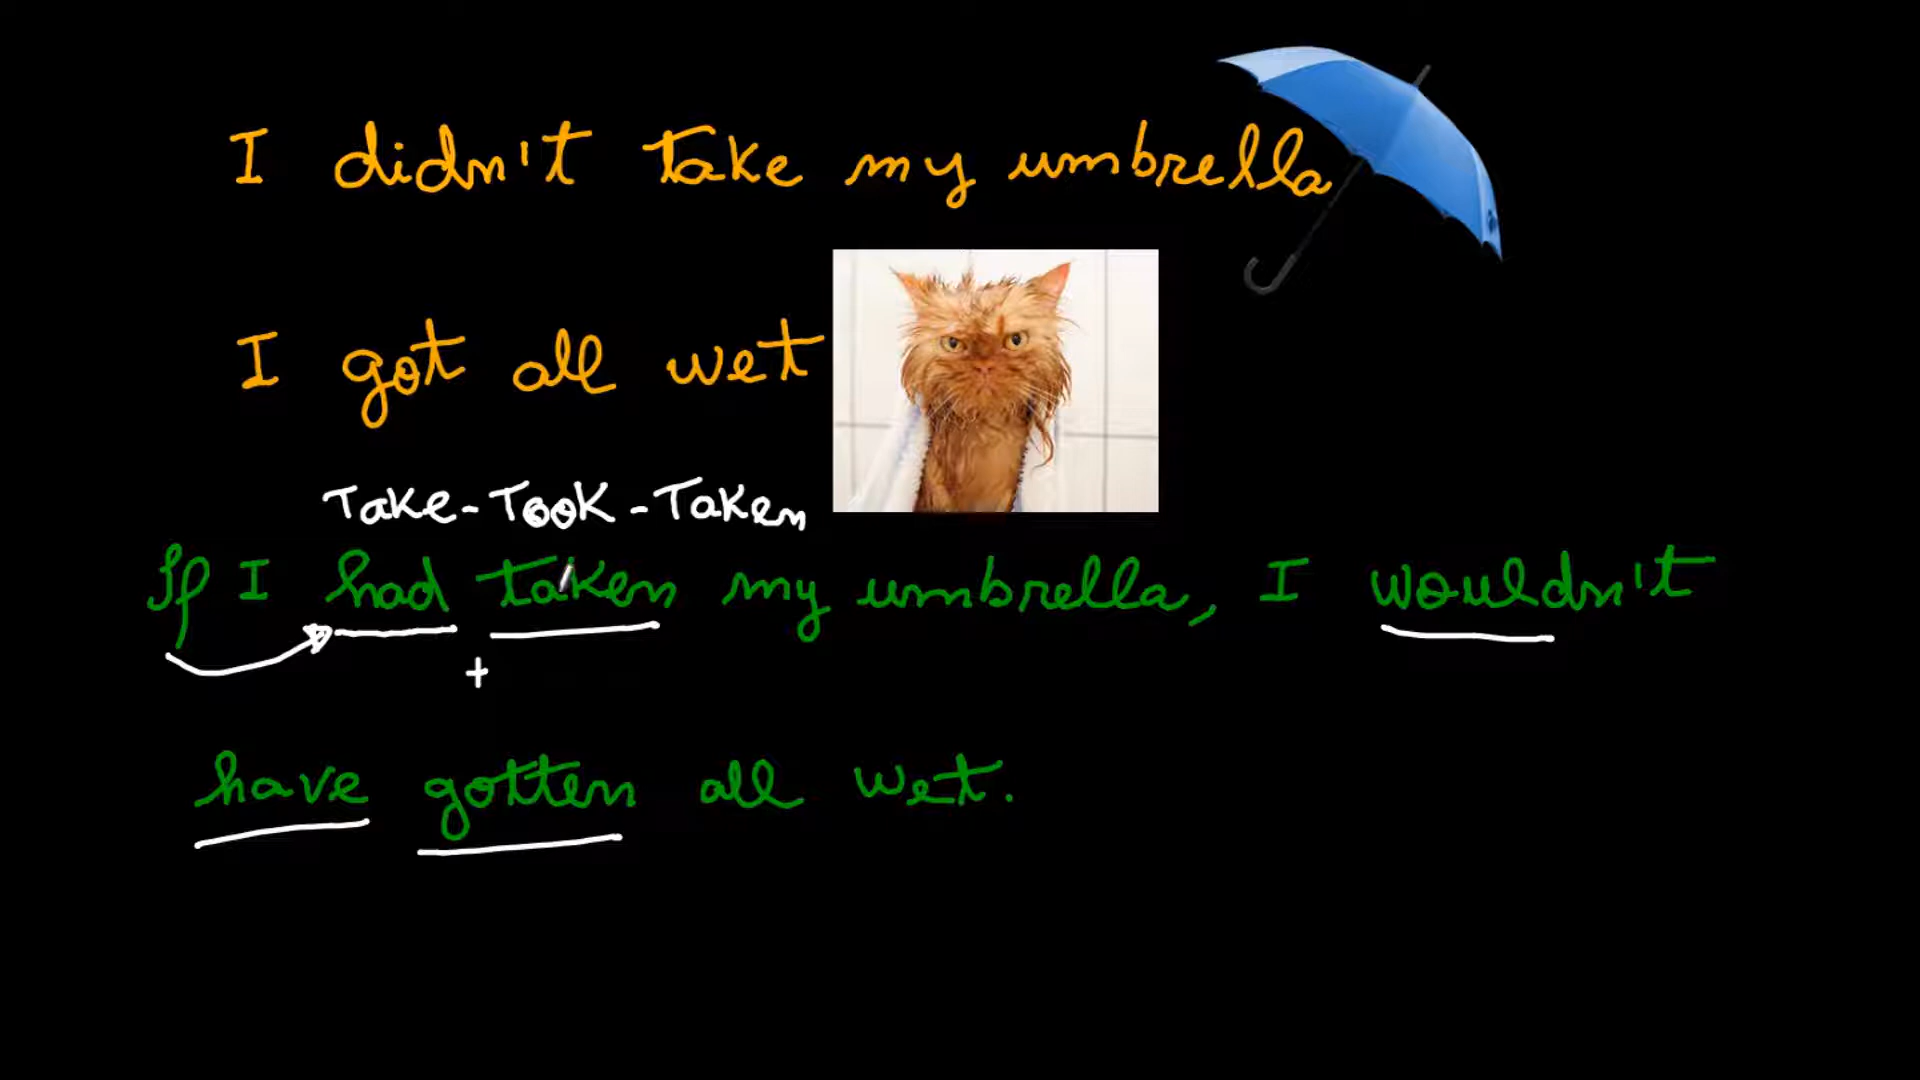 I didn't take my umbrella
I got all wet
Take - Took - Taken
If I had taken my umbrella, I wouldn't
+
have gotten all wet.